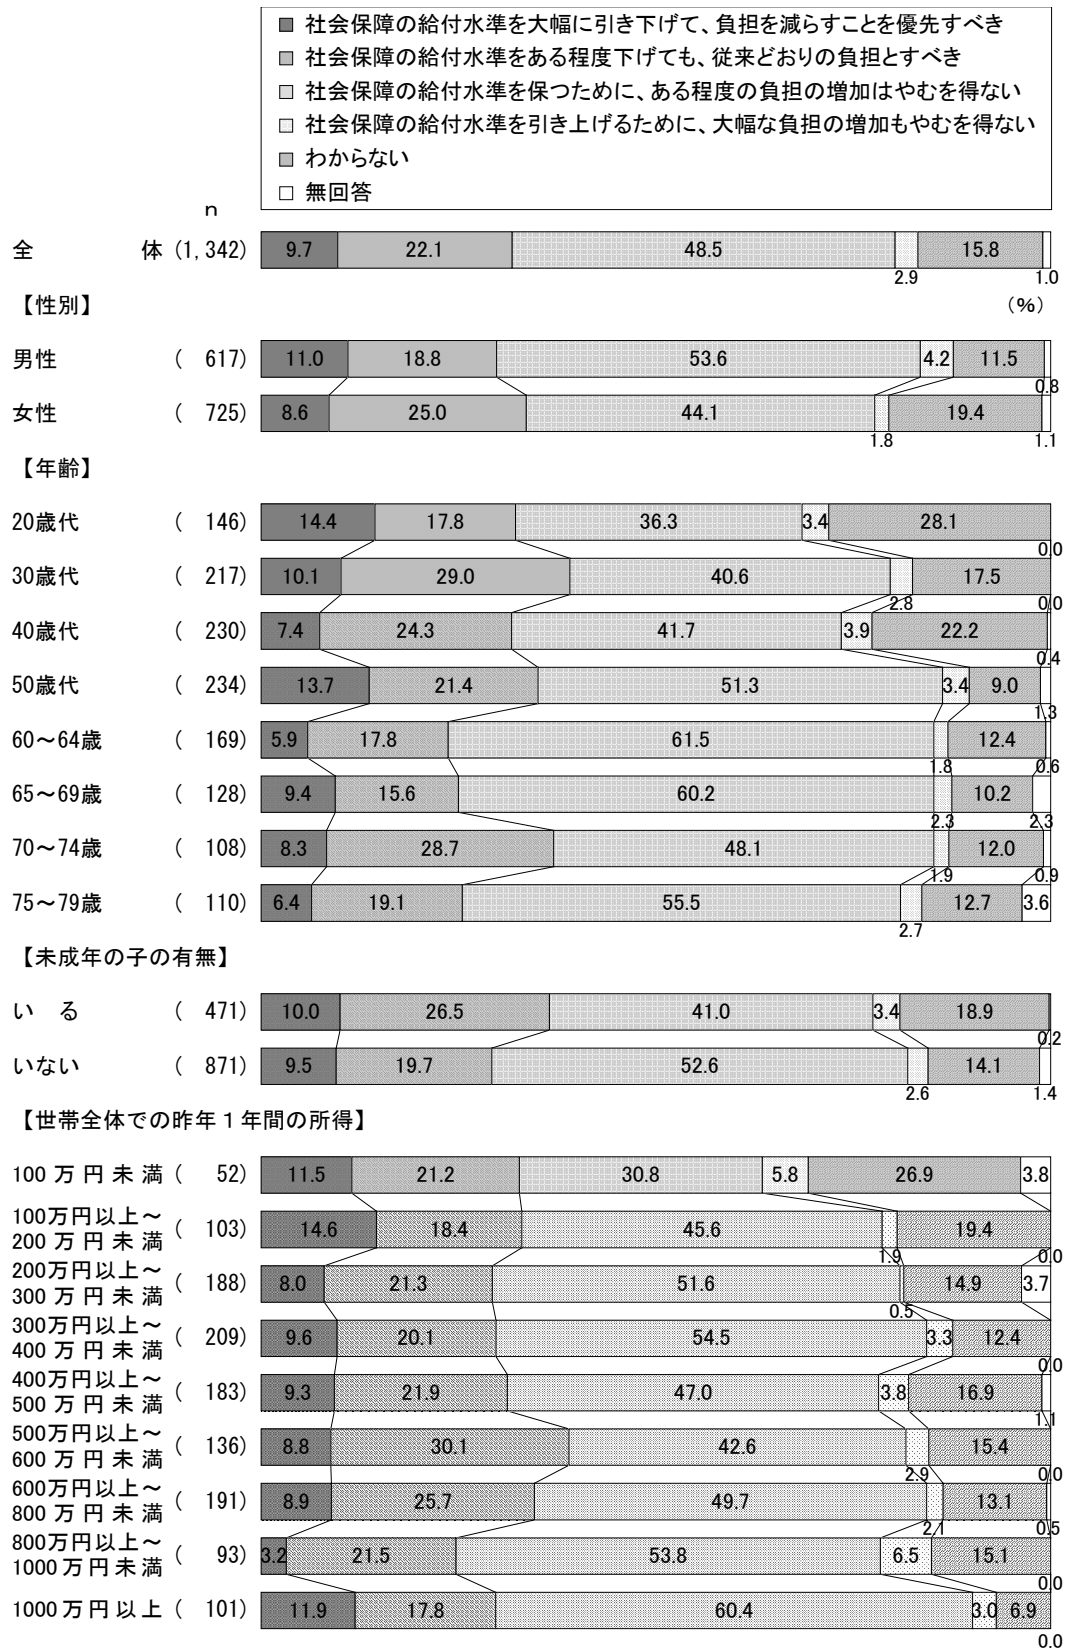 ■ 社会保障の給付水準を大幅に引き下げて、負担を減らすことを優先すべき
■ 社会保障の給付水準をある程度下げても、従来どおりの負担とすべき
□ 社会保障の給付水準を保つために、ある程度の負担の増加はやむを得ない
□ 社会保障の給付水準を引き上げるために、大幅な負担の増加もやむを得ない
■ わからない
□ 無回答
n
全 体 (1,342) 9.7 22.1 48.5 2.9 15.8 1.0
【性別】 (%)
男性 ( 617) 11.0 18.8 53.6 4.2 11.5 0.8
女性 ( 725) 8.6 25.0 44.1 1.8 19.4 1.1
【年齢】
20歳代 ( 146) 14.4 17.8 36.3 3.4 28.1 0.0
30歳代 ( 217) 10.1 29.0 40.6 2.8 17.5 0.0
40歳代 ( 230) 7.4 24.3 41.7 3.9 22.2 0.4
50歳代 ( 234) 13.7 21.4 51.3 3.4 9.0 1.3
60～64歳 ( 169) 5.9 17.8 61.5 1.8 12.4 0.6
65～69歳 ( 128) 9.4 15.6 60.2 2.3 10.2 2.3
70～74歳 ( 108) 8.3 28.7 48.1 1.9 12.0 0.9
75～79歳 ( 110) 6.4 19.1 55.5 2.7 12.7 3.6
【未成年の子の有無】
い る ( 471) 10.0 26.5 41.0 3.4 18.9 0.2
いない ( 871) 9.5 19.7 52.6 2.6 14.1 1.4
【世帯全体での昨年１年間の所得】
100万円未満 ( 52) 11.5 21.2 30.8 5.8 26.9 3.8
100万円以上～
200万円未満 ( 103) 14.6 18.4 45.6 1.9 19.4 0.0
200万円以上～
300万円未満 ( 188) 8.0 21.3 51.6 0.5 14.9 3.7
300万円以上～
400万円未満 ( 209) 9.6 20.1 54.5 3.3 12.4 0.0
400万円以上～
500万円未満 ( 183) 9.3 21.9 47.0 3.8 16.9 1.1
500万円以上～
600万円未満 ( 136) 8.8 30.1 42.6 2.9 15.4 0.0
600万円以上～
800万円未満 ( 191) 8.9 25.7 49.7 2.1 13.1 0.5
800万円以上～
1000万円未満 ( 93) 3.2 21.5 53.8 6.5 15.1 0.0
1000万円以上 ( 101) 11.9 17.8 60.4 3.0 6.9 0.0